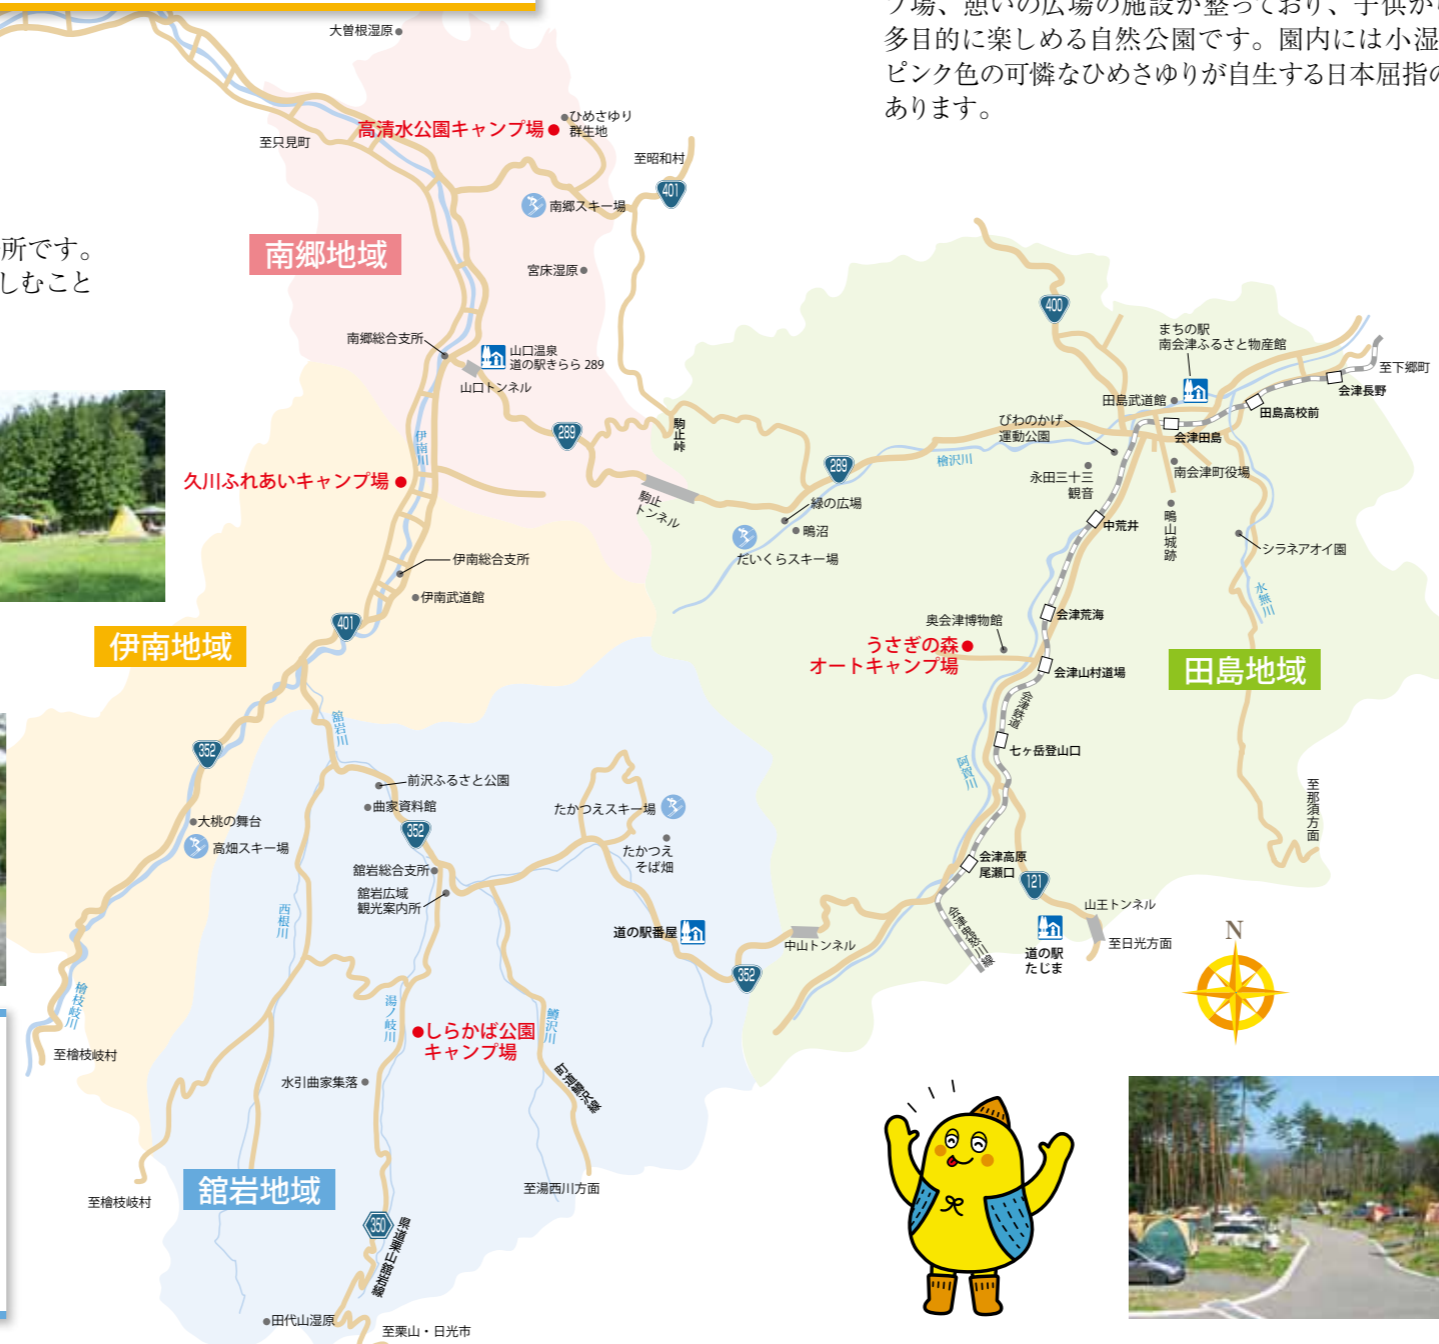 プ場、憩いの広場の施設が整っており、子供が
多目的に楽しめる自然公園です。園内には小湿
ピンク色の可憐なひめさゆりが自生する日本屈指の
あります。
所です。
しむこと
大曽根湿原
高清水公園キャンプ場
ひめさゆり
群生地
至只見町
至昭和村
401
南郷スキー場
南郷地域
宮床湿原
南郷総合支所
山口温泉
道の駅きらら 289
山口トンネル
289
駒止峠
伊南川
久川ふれあいキャンプ場
駒止
トンネル
伊南総合支所
伊南武道館
401
伊南地域
400
まちの駅
南会津ふるさと物産館
至下郷町
会津長野
田島高校前
田島武道館
会津田島
びわのかげ
運動公園
檜沢川
289
永田三十三
観音
南会津町役場
緑の広場
鴫沼
だいくらスキー場
中荒井
鴫山城跡
シラネアオイ園
水無川
奥会津博物館
会津荒海
うさぎの森
オートキャンプ場
会津山村道場
田島地域
会津鉄道
七ヶ岳登山口
阿賀川
至那須方面
会津高原
尾瀬口
121
山王トンネル
至日光方面
道の駅
たじま
会津鬼怒川線
中山トンネル
352
舘岩川
352
前沢ふるさと公園
曲家資料館
たかつえスキー場
大桃の舞台
高畑スキー場
352
たかつえ
そば畑
舘岩総合支所
舘岩広域
観光案内所
西根川
道の駅番屋
檜枝岐川
湯ノ岐川
鱒沢川
しらかば公園
キャンプ場
至檜枝岐村
水引曲家集落
町道鱒沢線
舘岩地域
至檜枝岐村
至湯西川方面
350
県道栗山舘岩線
田代山湿原
至栗山・日光市
N